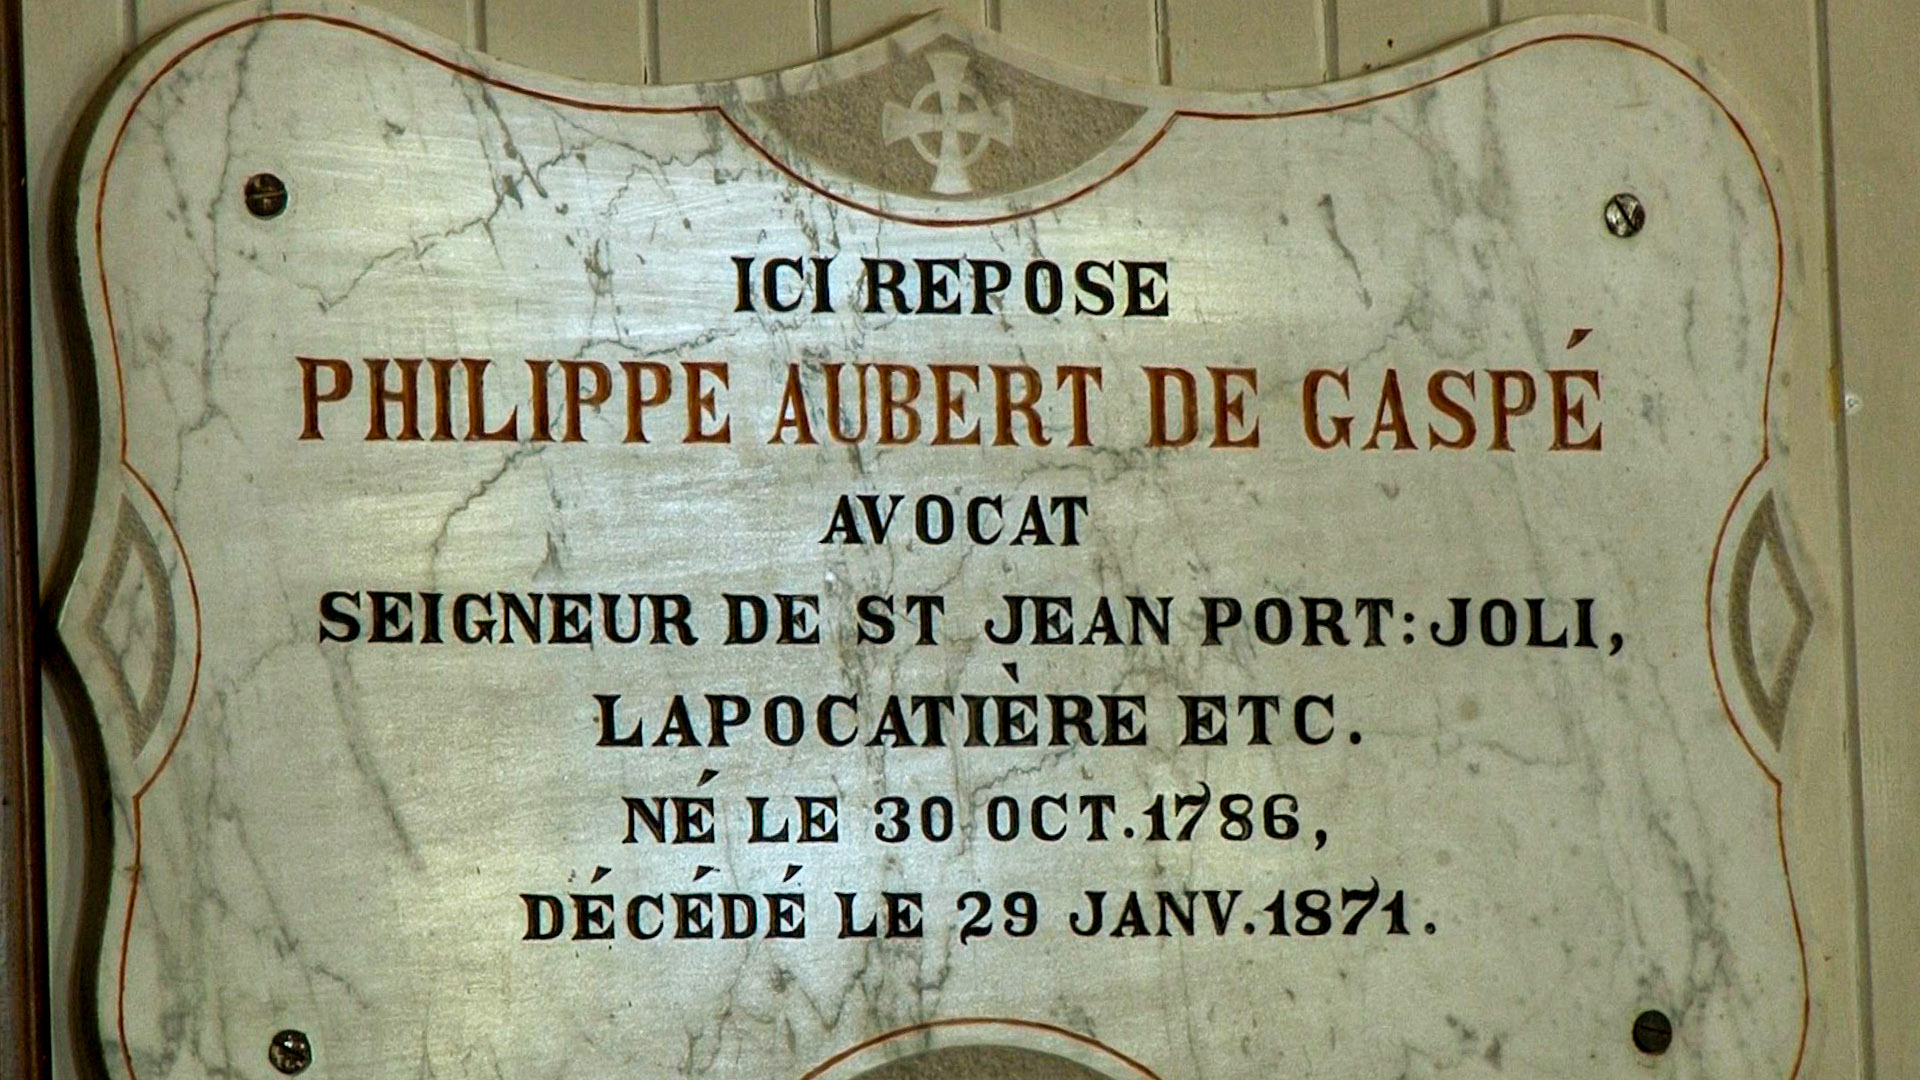 ICI REPOSE
PHILIPPE AUBERT DE GASPÉ
AVOCAT
SEIGNEUR DE ST JEAN PORT:JOLI,
LAPOCATIÈRE ETC.
NÉ LE 30 OCT.1786,
DÉCÉDÉ LE 29 JANV.1871.